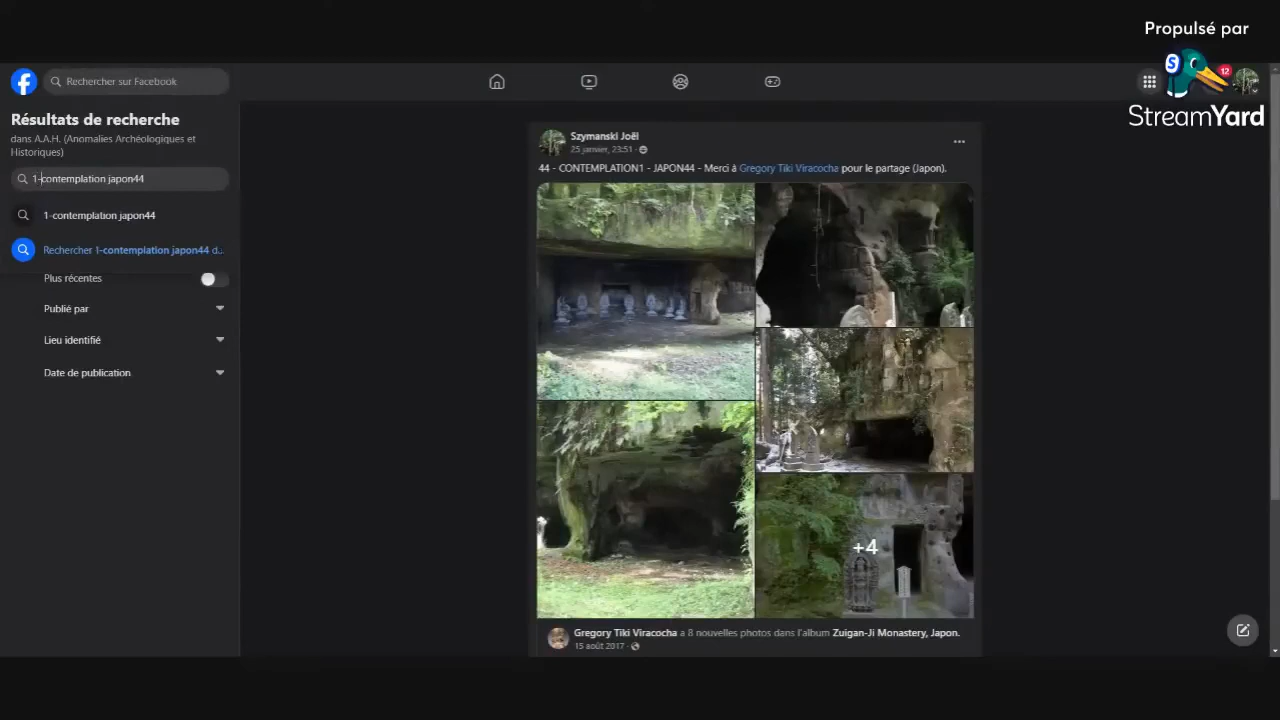 Propulsé par
StreamYard
S
12
Rechercher sur Facebook
Résultats de recherche
dans A.A.H. (Anomalies Archéologiques et
Historiques)
1-contemplation japon44
1-contemplation japon44
Rechercher 1-contemplation japon44 d...
Plus récentes
Publié par
Lieu identifié
Date de publication
Szymanski Joël
25 janvier, 23:51 ·
44 - CONTEMPLATION1 - JAPON44 - Merci à Gregory Tiki Viracocha pour le partage (Japon).
+4
Gregory Tiki Viracocha a 8 nouvelles photos dans l'album Zuigan-Ji Monastery, Japon.
15 août 2017 ·